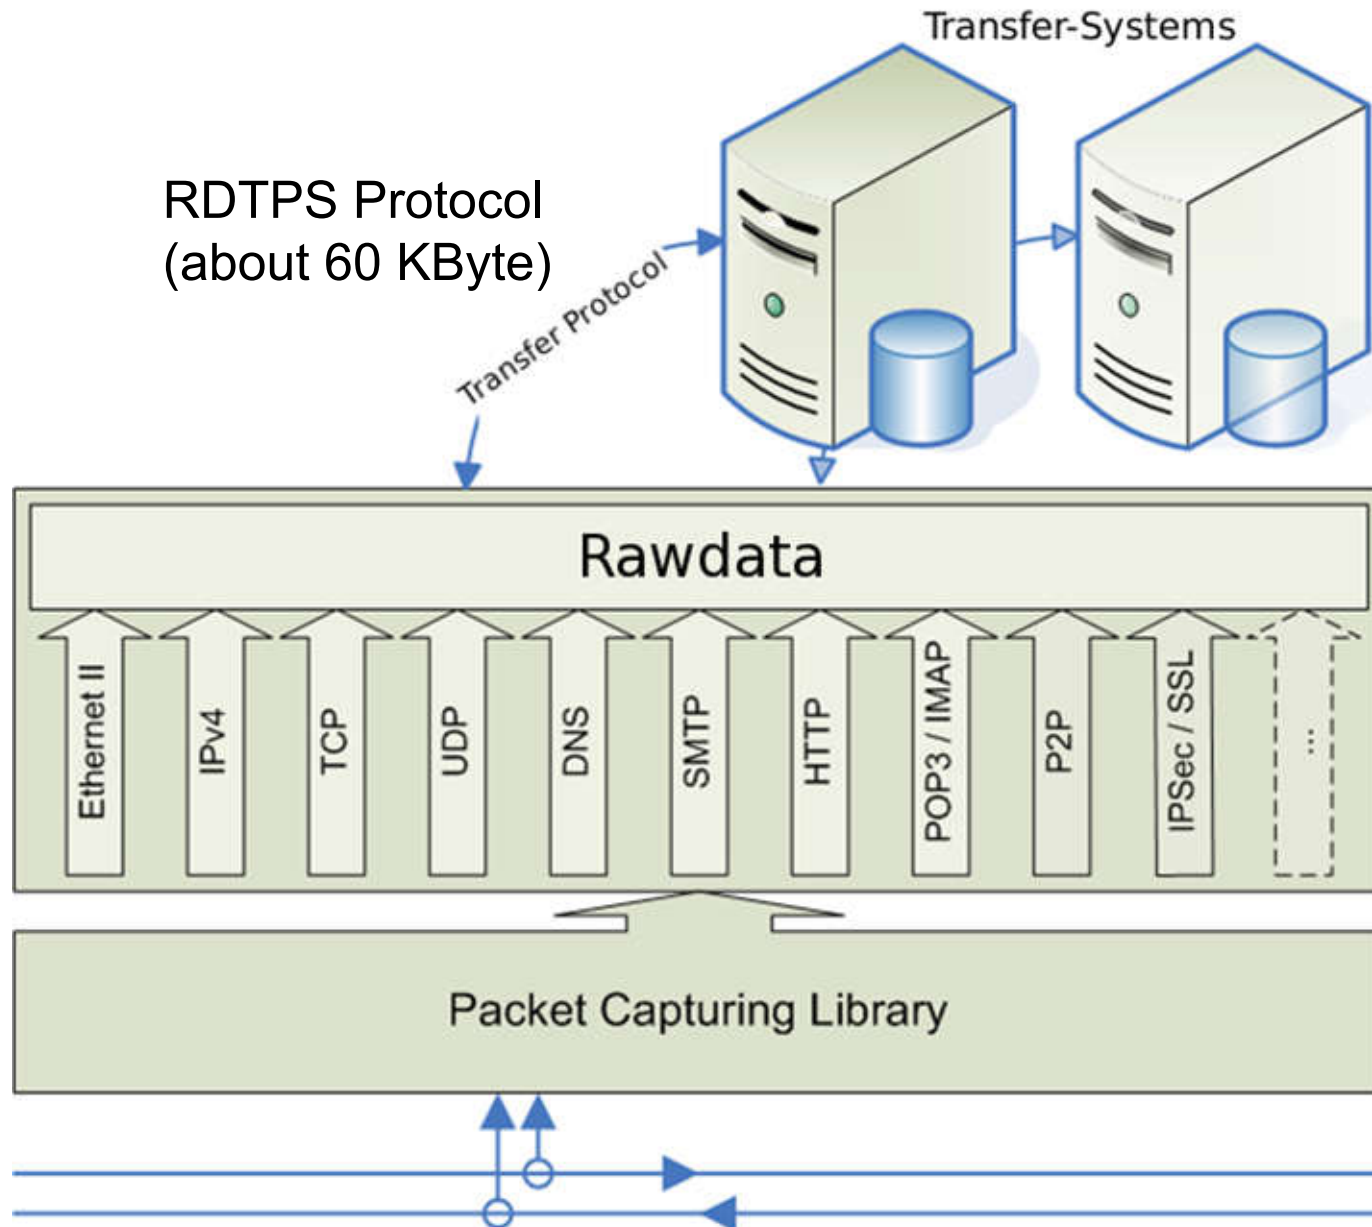 Transfer-Systems
RDTPS Protocol
(about 60 KByte)
Transfer Protocol
Rawdata
Ethernet II
IPv4
TCP
UDP
DNS
SMTP
HTTP
POP3 / IMAP
P2P
IPSec / SSL
...
Packet Capturing Library